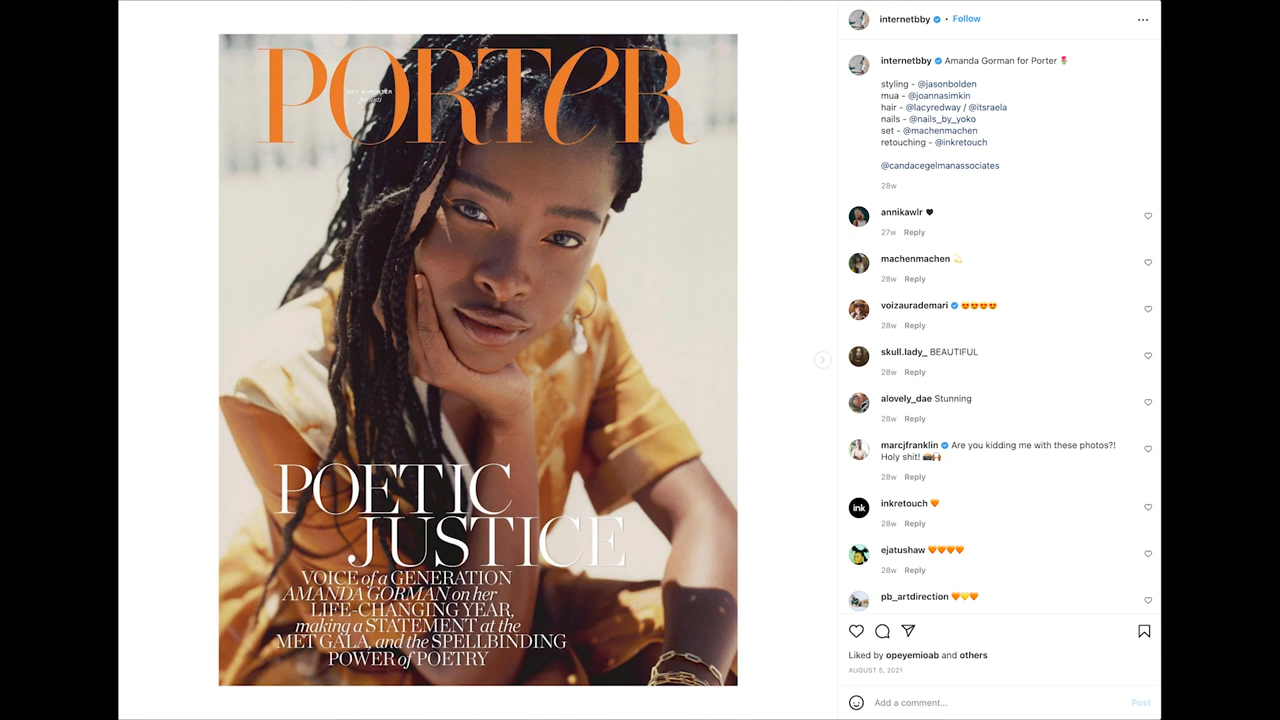 PORTER
NET-A-PORTER
presents
POETIC
JUSTICE
VOICE of a GENERATION
AMANDA GORMAN on her
LIFE-CHANGING YEAR,
making a STATEMENT at the
MET GALA, and the SPELLBINDING
POWER of POETRY
internetbby • Follow
internetbby Amanda Gorman for Porter 🌷
styling - @jasonbolden
mua - @joannasimkin
hair - @lacyredway / @itsraela
nails - @nails_by_yoko
set - @machenmachen
retouching - @inkretouch
@candacegelmanassociates
28w
annikawlr 🖤
27w Reply
machenmachen 💫
28w Reply
voizaurademari 😍😍😍😍
28w Reply
skull.lady_ BEAUTIFUL
28w Reply
alovely_dae Stunning
28w Reply
marcjfranklin Are you kidding me with these photos?!
Holy shit!
28w Reply
ink
inkretouch 🧡
28w Reply
ejatushaw 🧡🧡🧡🧡
28w Reply
pb_artdirection 🧡💛🧡
Liked by opeyemioab and others
AUGUST 5, 2021
Add a comment...
Post